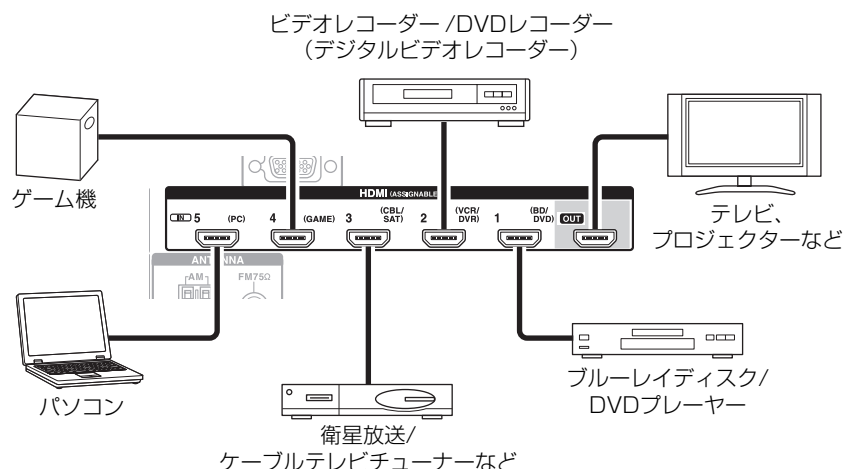 ビデオレコーダー /DVDレコーダー
（デジタルビデオレコーダー）
ゲーム機
テレビ、
プロジェクターなど
HDMI (ASSIGNABLE)
IN 5 (PC) 4 (GAME) 3 (CBL/ SAT) 2 (VCR/ DVR) 1 (BD/ DVD) OUT
ANTENNA
AM FM75Ω
パソコン
衛星放送/
ケーブルテレビチューナーなど
ブルーレイディスク/
DVDプレーヤー